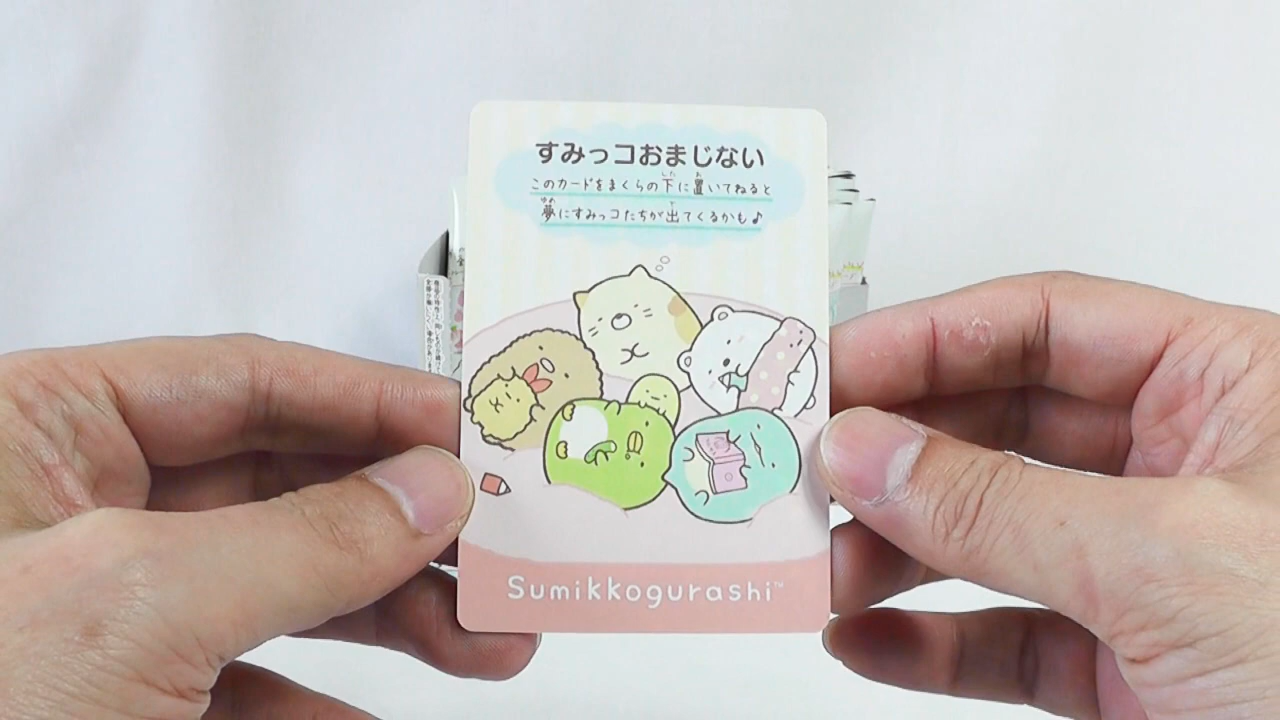 すみっコおまじない
このカードをまくらの下に置いてねると
夢にすみっコたちが出てくるかも♪
Sumikkogurashi™